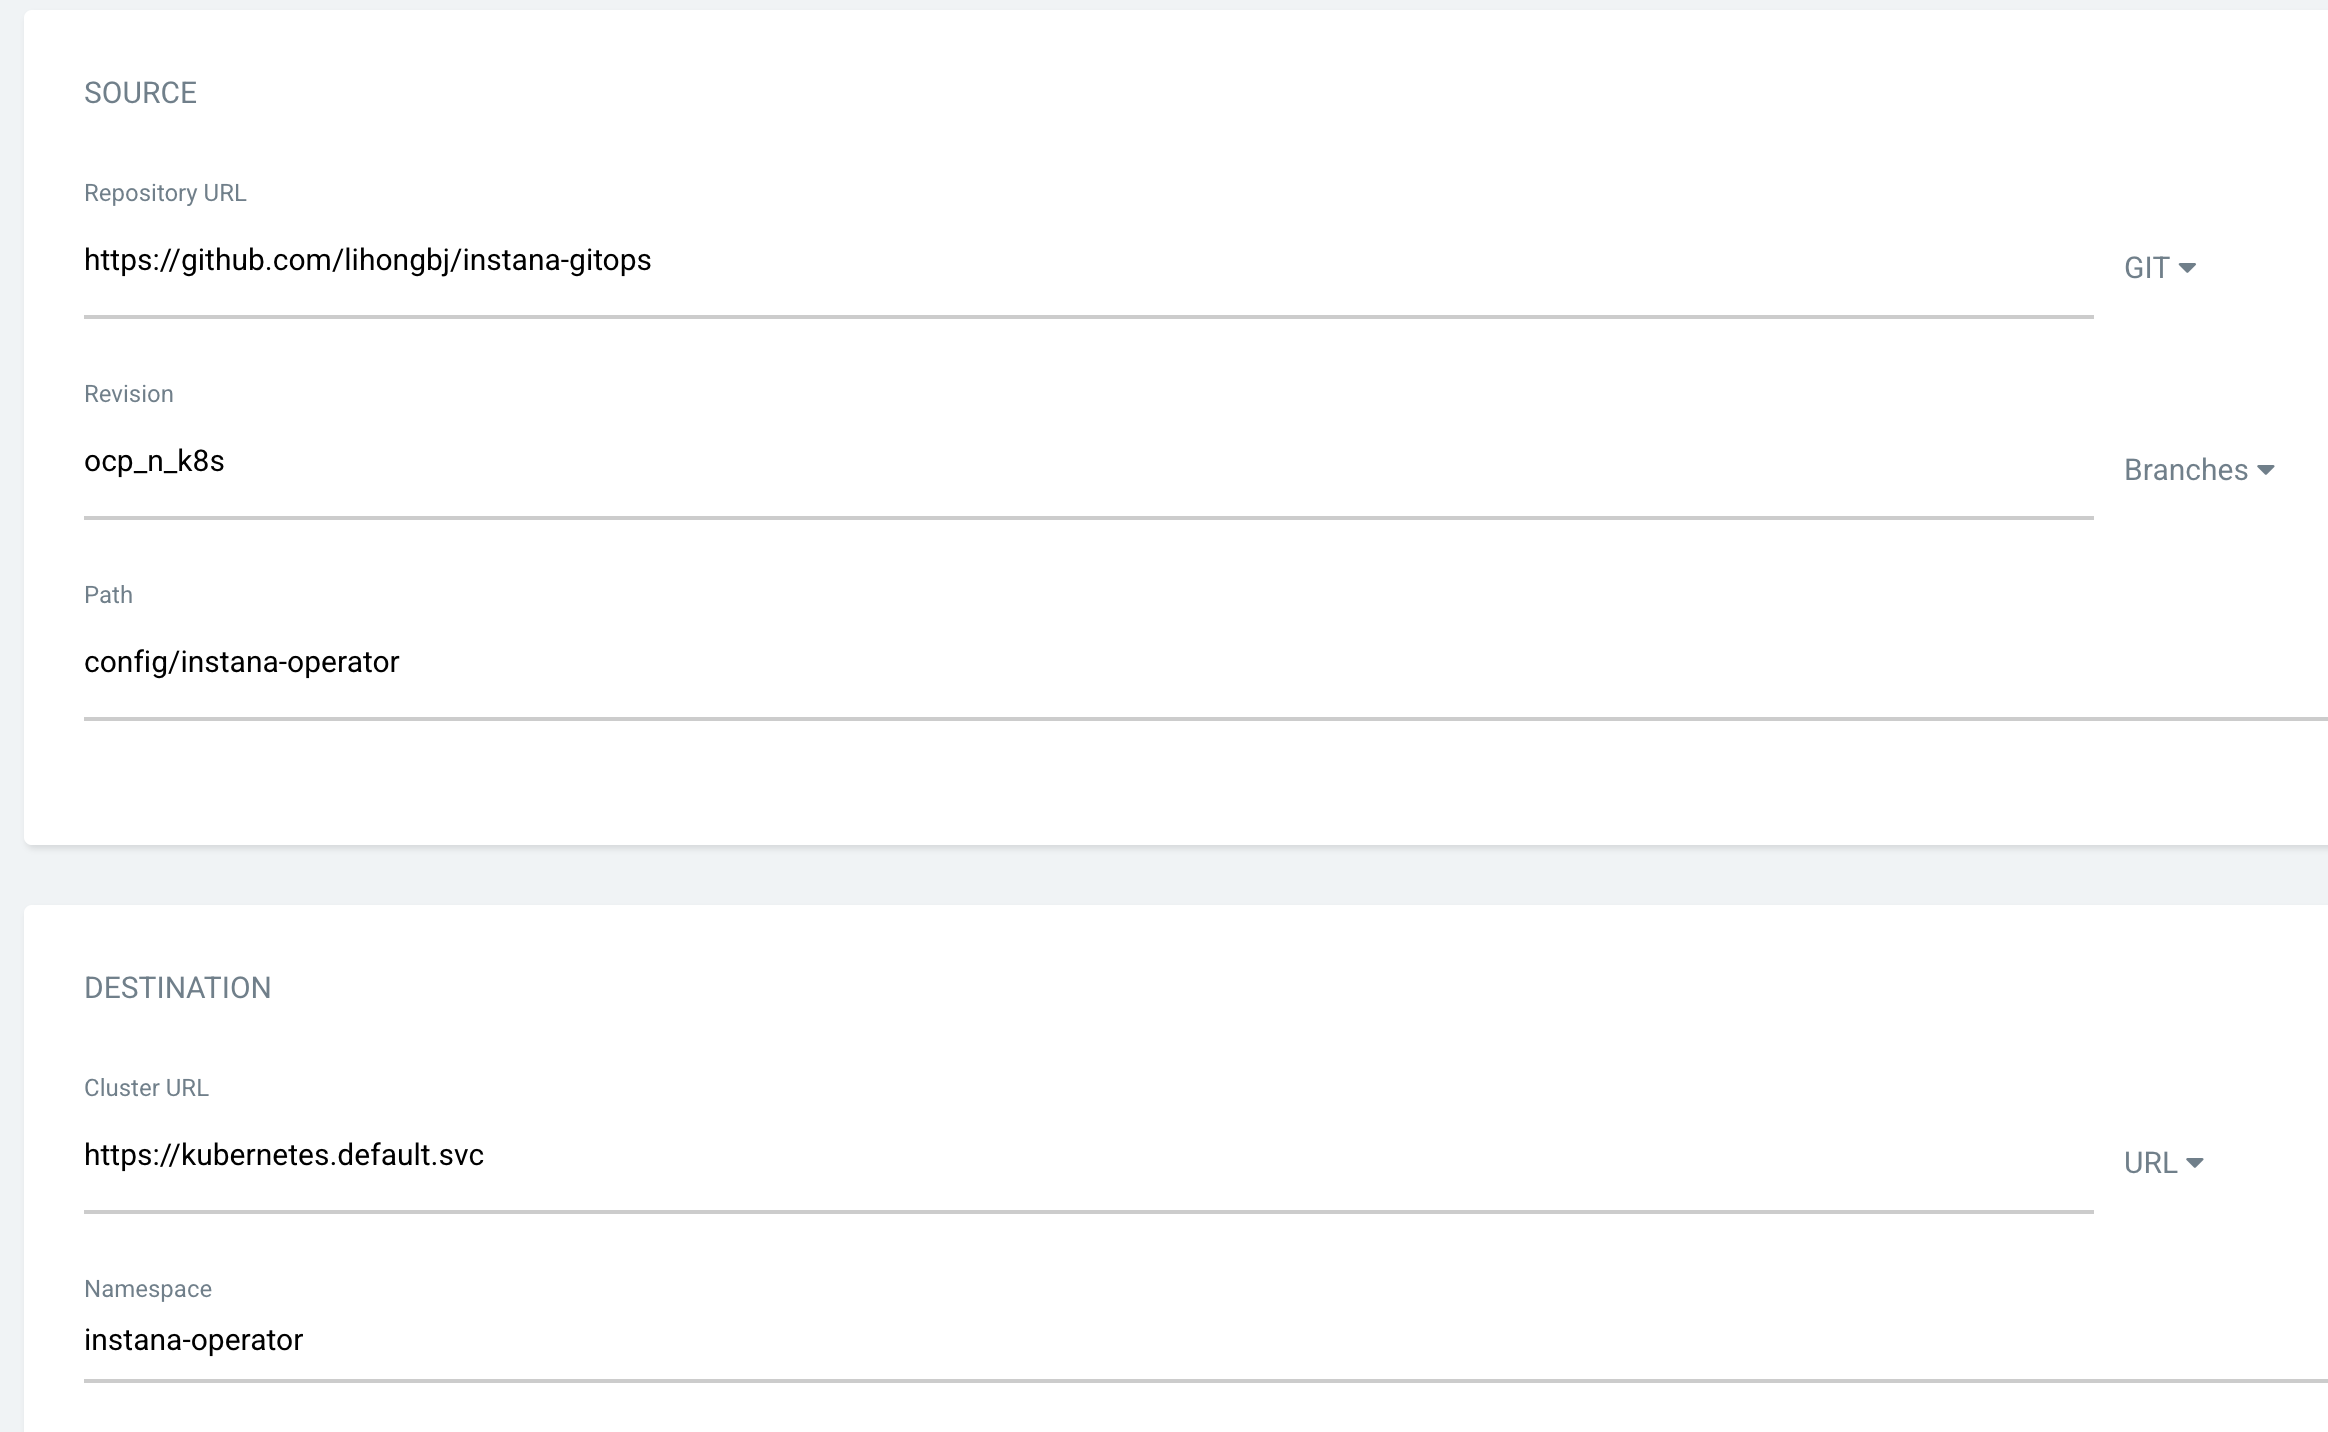 SOURCE
Repository URL
https://github.com/lihongbj/instana-gitops
GIT
Revision
ocp_n_k8s
Branches
Path
config/instana-operator
DESTINATION
Cluster URL
https://kubernetes.default.svc
URL
Namespace
instana-operator